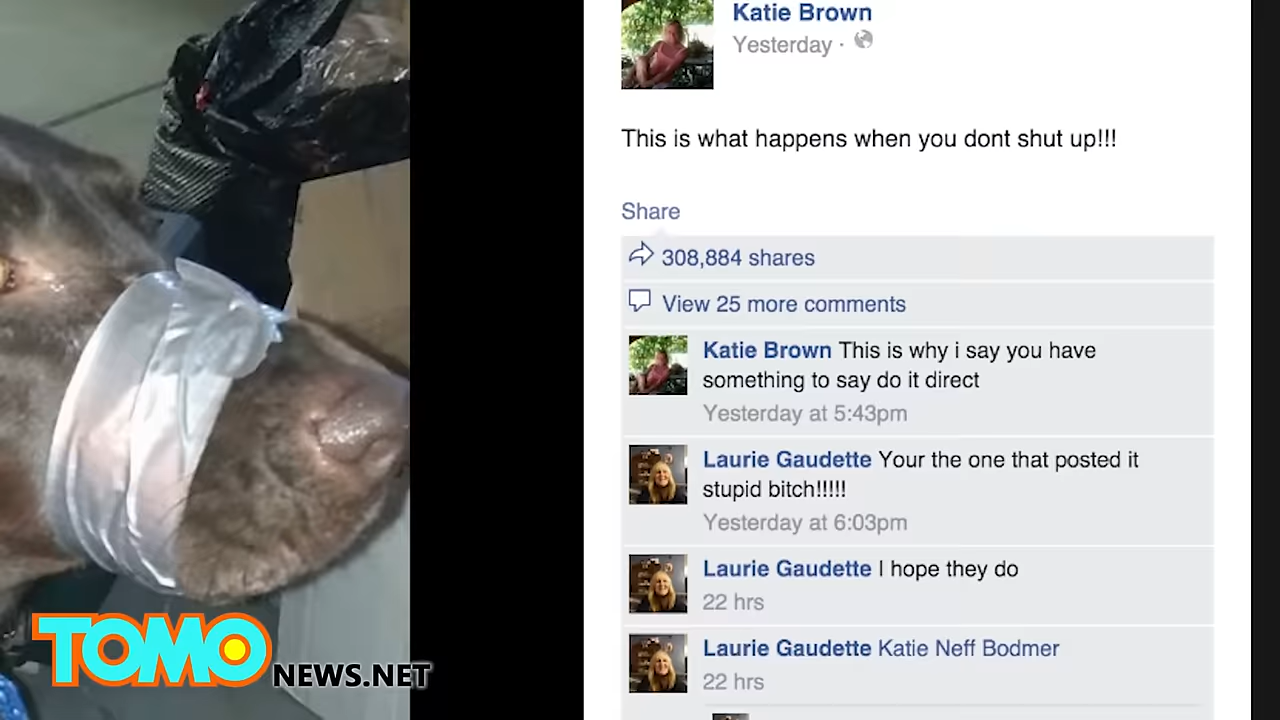 Katie Brown
Yesterday ·
This is what happens when you dont shut up!!!
Share
308,884 shares
View 25 more comments
Katie Brown This is why i say you have
something to say do it direct
Yesterday at 5:43pm
Laurie Gaudette Your the one that posted it
stupid bitch!!!!!
Yesterday at 6:03pm
Laurie Gaudette I hope they do
22 hrs
Laurie Gaudette Katie Neff Bodmer
22 hrs
TOMO
NEWS.NET